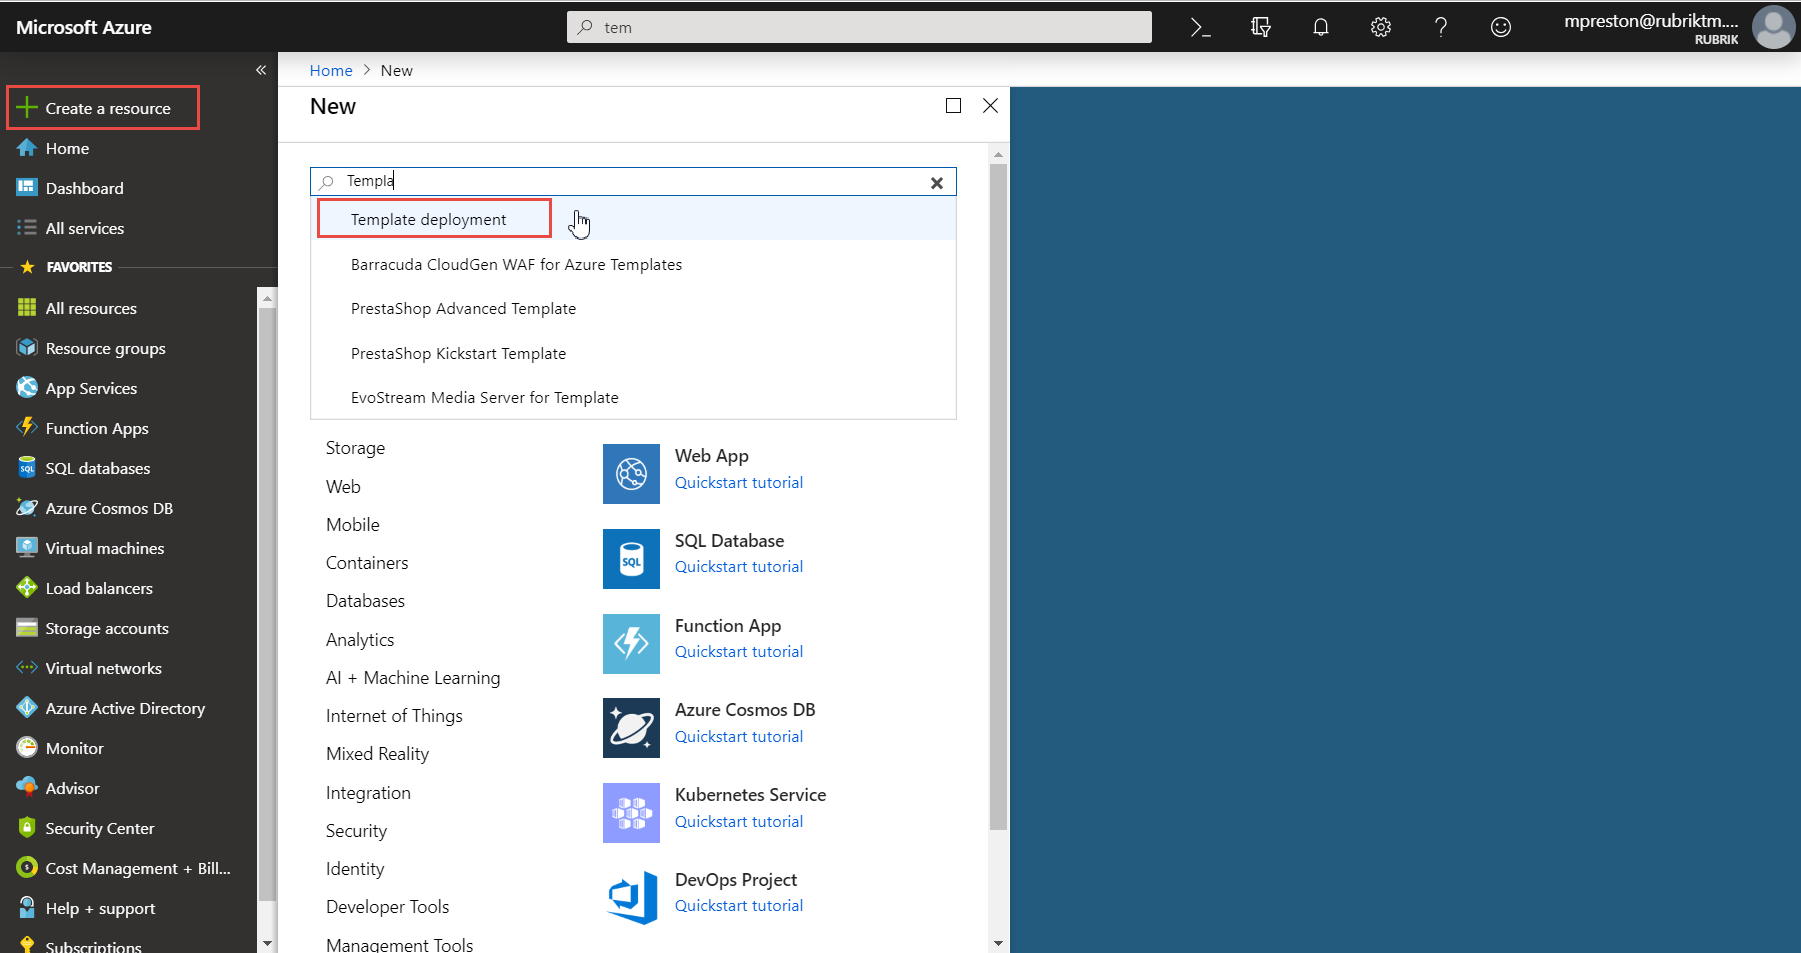 Microsoft Azure
tem
mpreston@rubriktm....
RUBRIK
«
Create a resource
Home
Dashboard
All services
FAVORITES
All resources
Resource groups
App Services
Function Apps
SQL
SQL databases
Azure Cosmos DB
Virtual machines
Load balancers
Storage accounts
Virtual networks
Azure Active Directory
Monitor
Advisor
Security Center
Cost Management + Bill...
Help + support
Subscriptions
Home > New
New
Templa
Template deployment
Barracuda CloudGen WAF for Azure Templates
PrestaShop Advanced Template
PrestaShop Kickstart Template
EvoStream Media Server for Template
Storage
Web
Mobile
Containers
Databases
Analytics
AI + Machine Learning
Internet of Things
Mixed Reality
Integration
Security
Identity
Developer Tools
Management Tools
Web App
Quickstart tutorial
SQL
SQL Database
Quickstart tutorial
Function App
Quickstart tutorial
Azure Cosmos DB
Quickstart tutorial
Kubernetes Service
Quickstart tutorial
DevOps Project
Quickstart tutorial